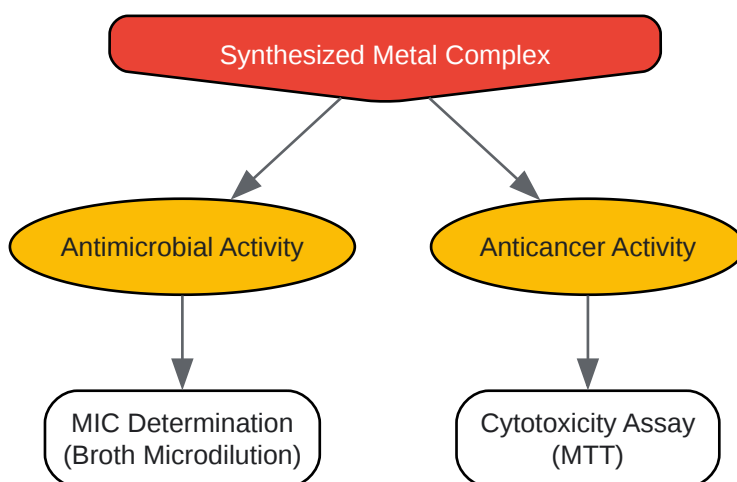 Synthesized Metal Complex
Antimicrobial Activity
Anticancer Activity
MIC Determination
(Broth Microdilution)
Cytotoxicity Assay
(MTT)